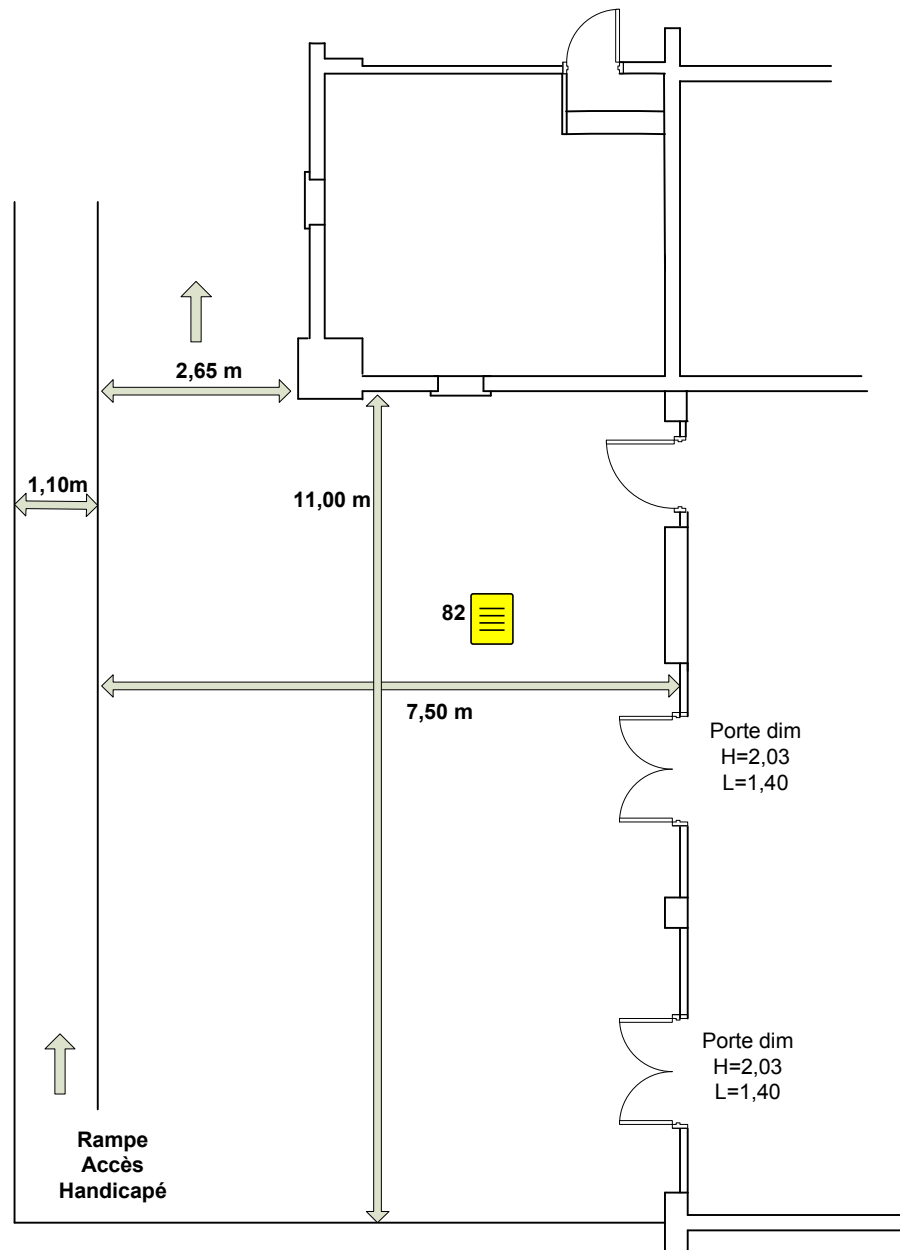 2,65 m
1,10m
11,00 m
82
7,50 m
Porte dim
H=2,03
L=1,40
Porte dim
H=2,03
L=1,40
Rampe
Accès
Handicapé